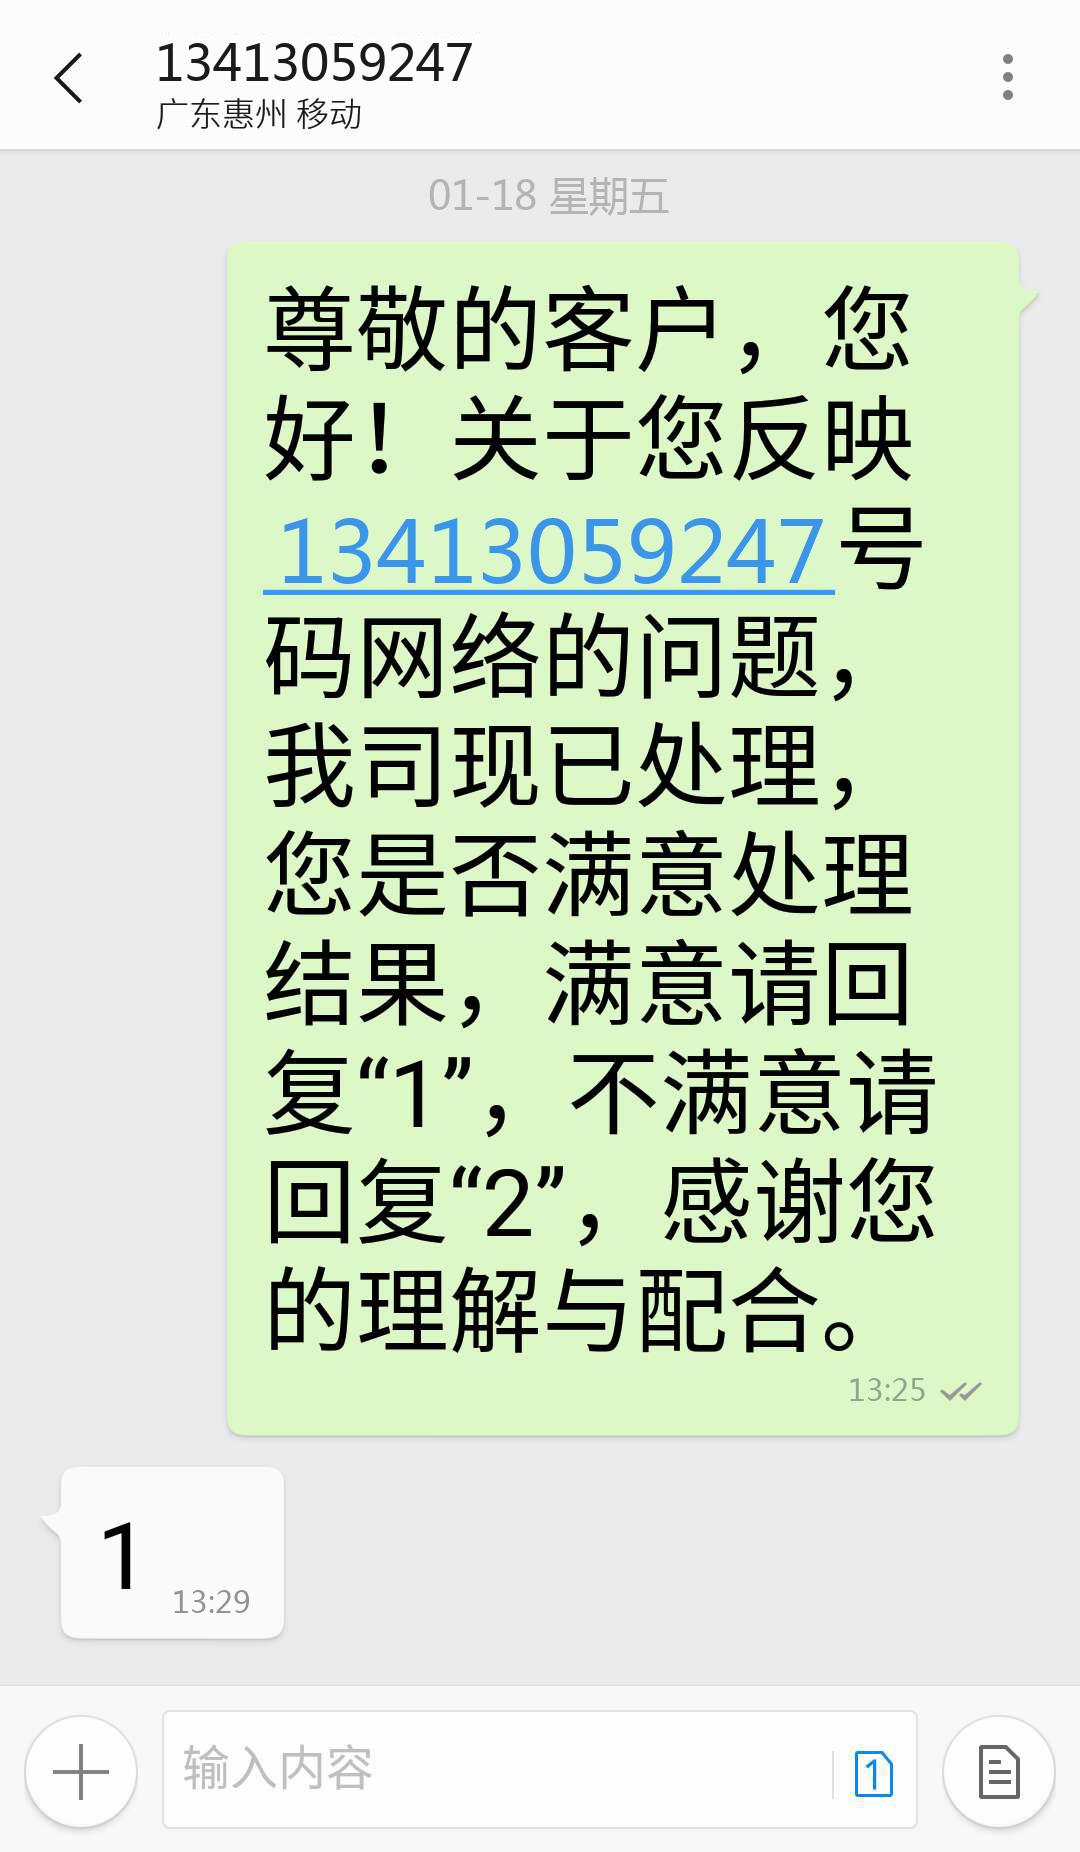 13413059247
广东惠州 移动
01-18 星期五
尊敬的客户，您
好！关于您反映
13413059247号
码网络的问题，
我司现已处理，
您是否满意处理
结果，满意请回
复“1”，不满意请
回复“2”，感谢您
的理解与配合。
13:25
1
13:29
输入内容
1